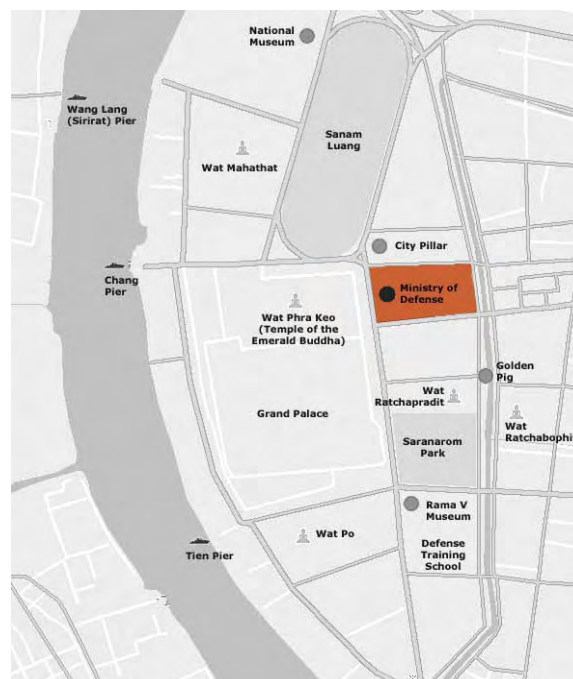 National
Museum
Wang Lang
(Sirirat) Pier
Sanam
Luang
Wat Mahathat
City Pillar
Chang
Pier
Ministry of
Defense
Wat Phra Keo
(Temple of the
Emerald Buddha)
Golden
Pig
Wat
Ratchapradit
Grand Palace
Wat
Ratchabophi
Saranarom
Park
Rama V
Museum
Wat Po
Tien Pier
Defense
Training
School